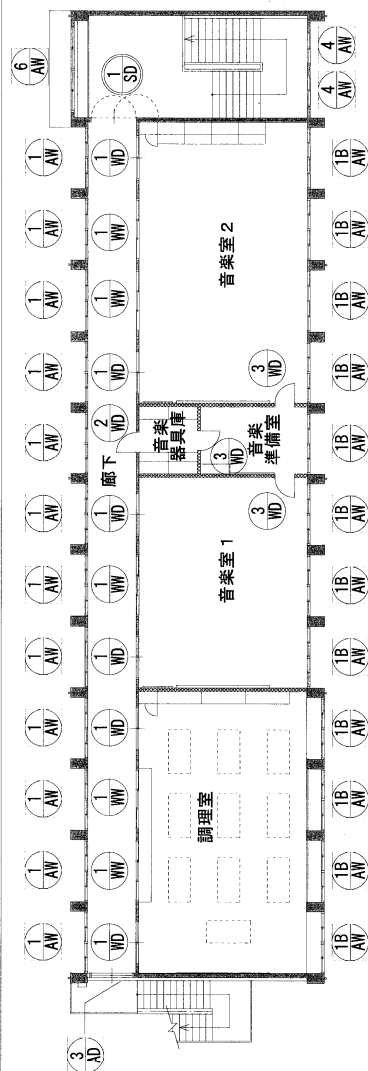 1 1 1 1 1 1 1 1 1 1 1 1 6
AW AW AW AW AW AW AW AW AW AW AW AW AW
3
AD
1 1 1 1 1 1 1 2 1 1 1 1 1
WD WW WW WD WD WW WD WD WD WW WW WD SD
廊下
音楽
器具庫
調理室
音楽室1
音楽室2
3
WD
音楽
準備室
3
WD
3
WD
1B 1B 1B 1B 1B 1B 1B 1B 1B 1B 1B 1B 4 4
AW AW AW AW AW AW AW AW AW AW AW AW AW AW